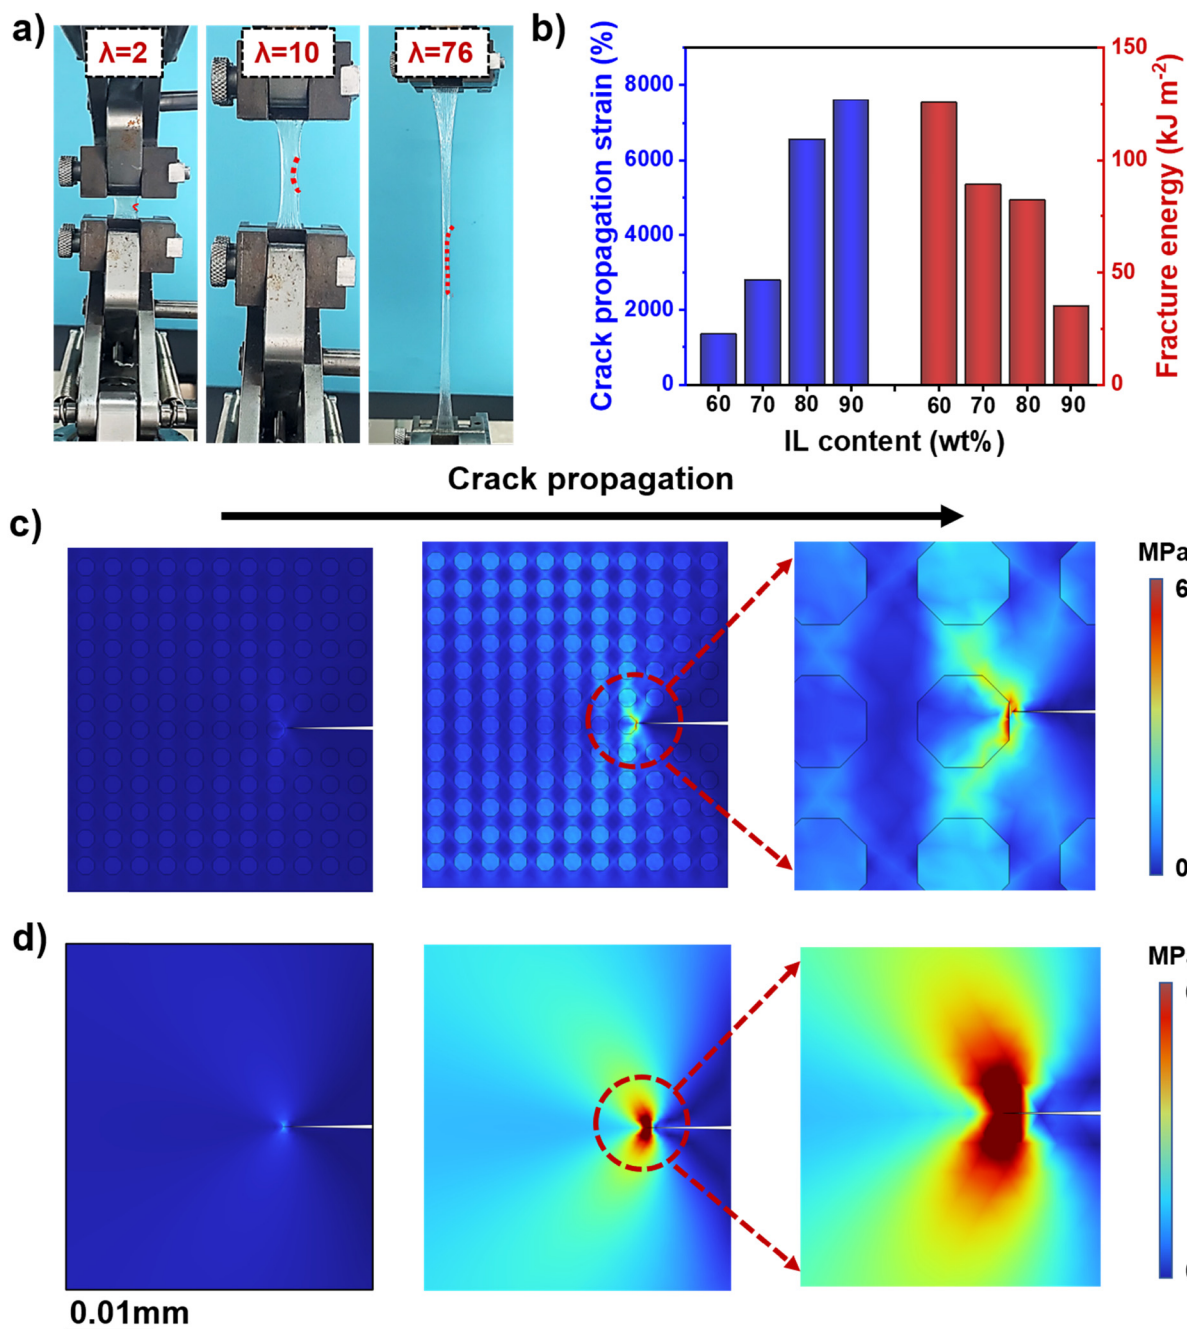 a)
λ=2
λ=10
λ=76
b)
Crack propagation strain (%)
8000
6000
4000
2000
0
150
100
50
0
Fracture energy (kJ m⁻²)
60 70 80 90 60 70 80 90
IL content (wt%)
Crack propagation
c)
MPa
6
0
d)
MPa
0.01mm